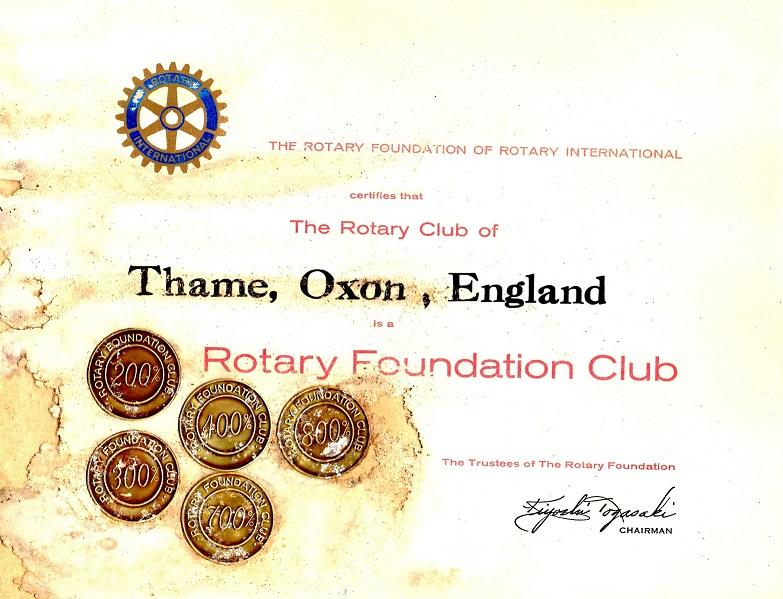 ROTARY
INTERNATIONAL
THE ROTARY FOUNDATION OF ROTARY INTERNATIONAL
certifies that
The Rotary Club of
Thame, Oxon, England
is a
Rotary Foundation Club
ROTARY FOUNDATION CLUB
200%
ROTARY FOUNDATION CLUB
400%
ROTARY FOUNDATION CLUB
800%
ROTARY FOUNDATION CLUB
300%
ROTARY FOUNDATION CLUB
700%
The Trustees of The Rotary Foundation
Kiyoshi Togasaki
CHAIRMAN